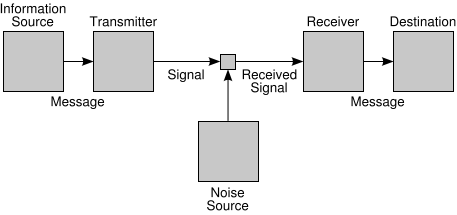 Information
Source
Transmitter
Receiver
Destination
Signal
Received
Signal
Message
Message
Noise
Source